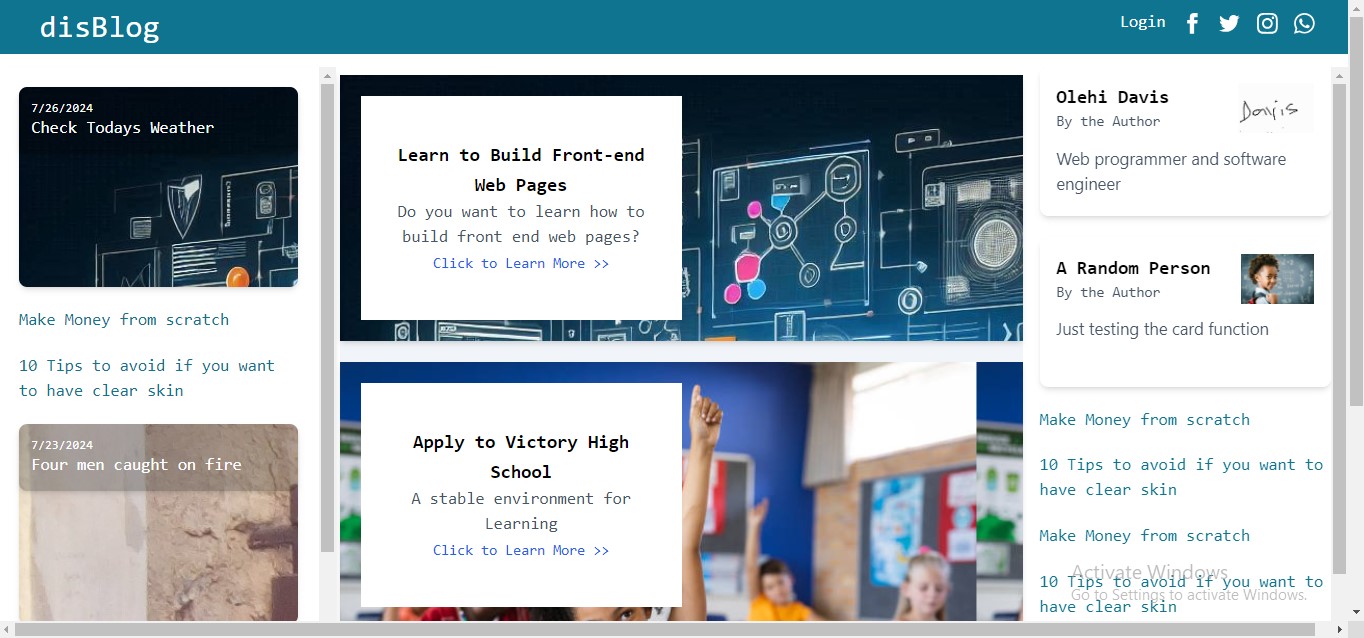 disBlog
Login
7/26/2024
Check Todays Weather
Make Money from scratch
10 Tips to avoid if you want
to have clear skin
7/23/2024
Four men caught on fire
Learn to Build Front-end
Web Pages
Do you want to learn how to
build front end web pages?
Click to Learn More >>
Apply to Victory High
School
A stable environment for
Learning
Click to Learn More >>
Olehi Davis
By the Author
Davis
Web programmer and software
engineer
A Random Person
By the Author
Just testing the card function
Make Money from scratch
10 Tips to avoid if you want to
have clear skin
Make Money from scratch
10 Tips to avoid if you want to
have clear skin
Activate Windows
Go to Settings to activate Windows.